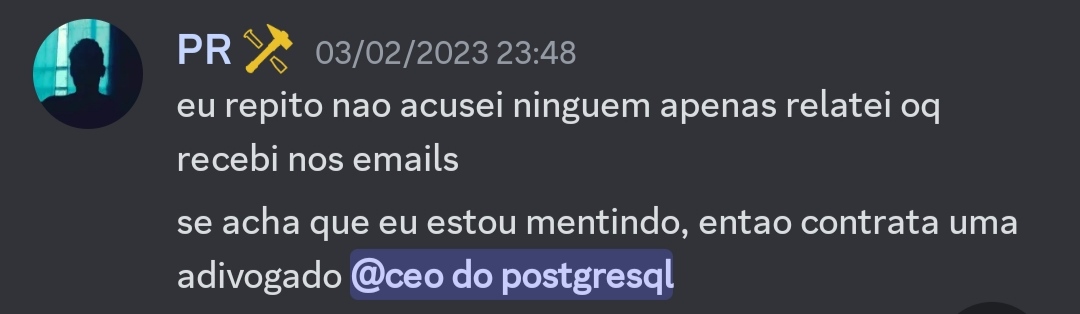 PR 03/02/2023 23:48
eu repito nao acusei ninguem apenas relatei oq
recebi nos emails
se acha que eu estou mentindo, entao contrata uma
adivogado @ceo do postgresql